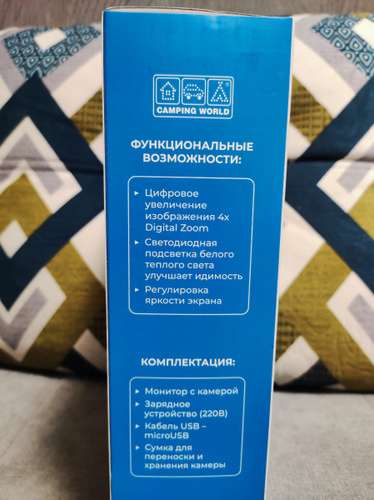 CAMPING WORLD
ФУНКЦИОНАЛЬНЫЕ
ВОЗМОЖНОСТИ:
▸ Цифровое
увеличение
изображения 4x
Digital Zoom
▸ Светодиодная
подсветка белого
теплого света
улучшает идимость
▸ Регулировка
яркости экрана
КОМПЛЕКТАЦИЯ:
▸ Монитор с камерой
▸ Зарядное
устройство (220В)
▸ Кабель USB –
microUSB
▸ Сумка для
переноски и
хранения камеры